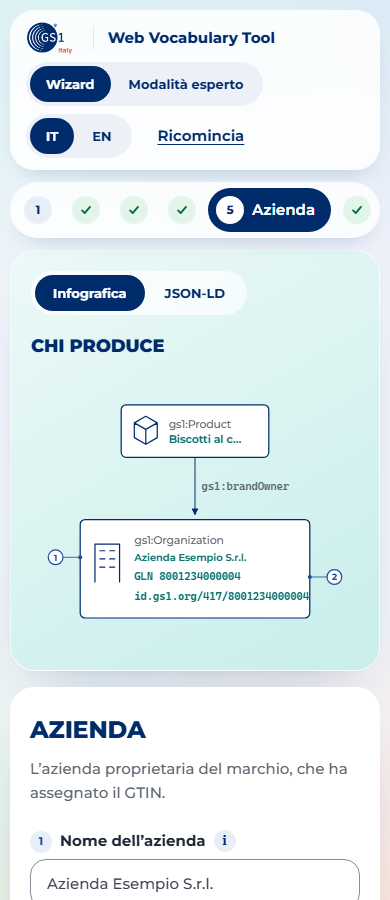 GS1 Italy
Web Vocabulary Tool
Wizard
Modalità esperto
IT
EN
Ricomincia
1
5 Azienda
Infografica
JSON-LD
CHI PRODUCE
gs1:Product
Biscotti al c...
gs1:brandOwner
gs1:Organization
1
Azienda Esempio S.r.l.
GLN 8001234000004
2
id.gs1.org/417/8001234000004
AZIENDA
L’azienda proprietaria del marchio, che ha
assegnato il GTIN.
1 Nome dell’azienda i
Azienda Esempio S.r.l.